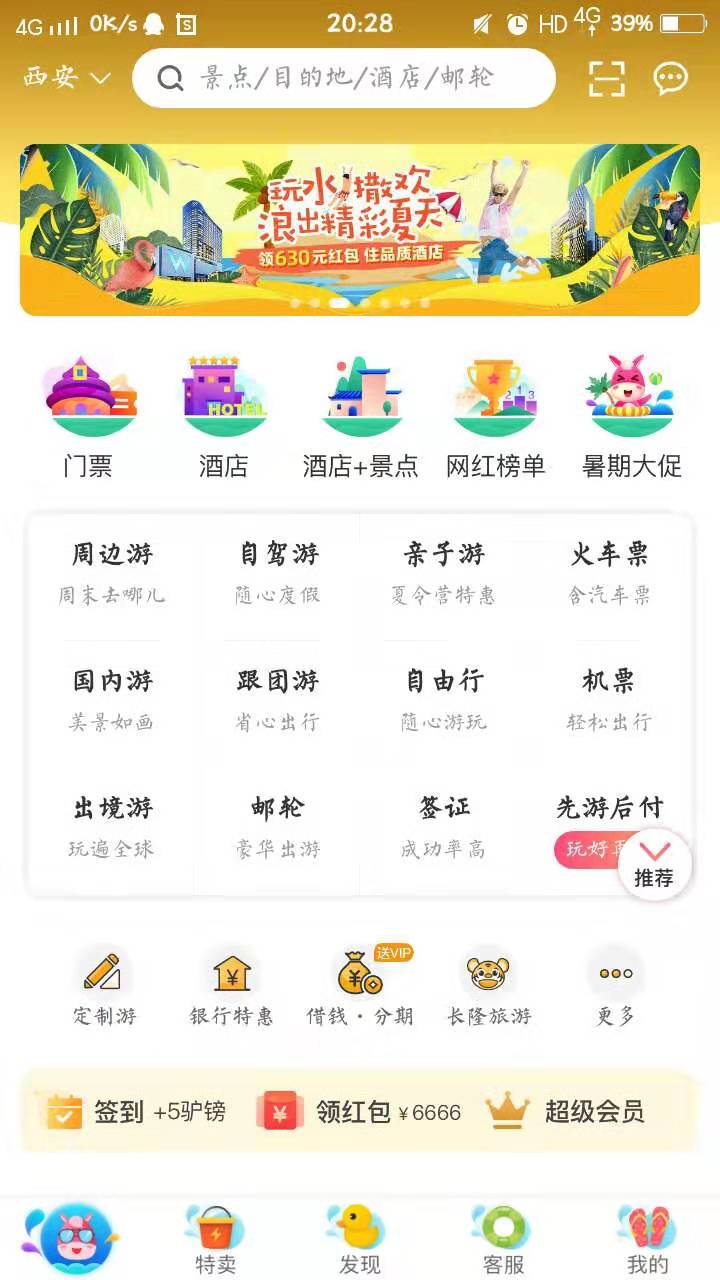 4G 0K/s S 20:28 HD 4G 39%
西安 景点/目的地/酒店/邮轮
玩水 撒欢
浪出精彩夏天
领630元红包 住品质酒店
W
HOTEL
1 2 3
门票 酒店 酒店+景点 网红榜单 暑期大促
周边游 自驾游 亲子游 火车票
周末去哪儿 随心度假 夏令营特惠 含汽车票
国内游 跟团游 自由行 机票
美景如画 省心出行 随心游玩 轻松出行
出境游 邮轮 签证 先游后付
玩遍全球 豪华出游 成功率高 玩好
推荐
送VIP
定制游 银行特惠 借钱·分期 长隆旅游 更多
签到 +5驴镑 领红包 ¥6666 超级会员
特卖 发现 客服 我的